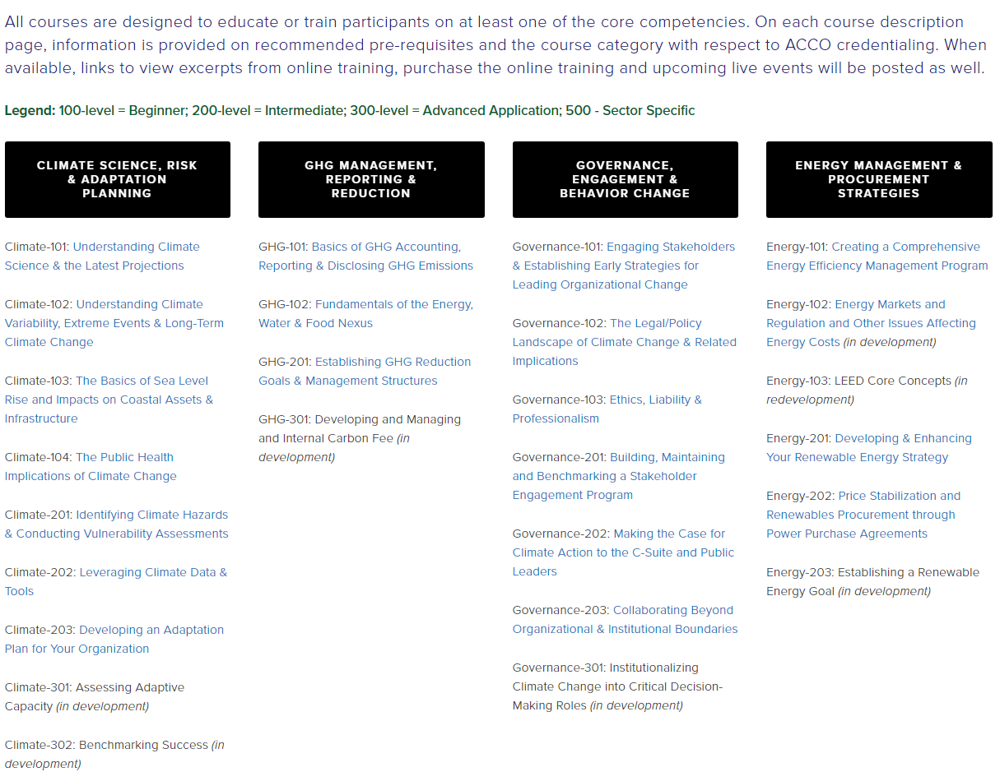 All courses are designed to educate or train participants on at least one of the core competencies. On each course description
page, information is provided on recommended pre-requisites and the course category with respect to ACCO credentialing. When
available, links to view excerpts from online training, purchase the online training and upcoming live events will be posted as well.
Legend: 100-level = Beginner; 200-level = Intermediate; 300-level = Advanced Application; 500 - Sector Specific
CLIMATE SCIENCE, RISK
& ADAPTATION
PLANNING
Climate-101: Understanding Climate
Science & the Latest Projections
Climate-102: Understanding Climate
Variability, Extreme Events & Long-Term
Climate Change
Climate-103: The Basics of Sea Level
Rise and Impacts on Coastal Assets &
Infrastructure
Climate-104: The Public Health
Implications of Climate Change
Climate-201: Identifying Climate Hazards
& Conducting Vulnerability Assessments
Climate-202: Leveraging Climate Data &
Tools
Climate-203: Developing an Adaptation
Plan for Your Organization
Climate-301: Assessing Adaptive
Capacity (in development)
Climate-302: Benchmarking Success (in
development)
GHG MANAGEMENT,
REPORTING &
REDUCTION
GHG-101: Basics of GHG Accounting,
Reporting & Disclosing GHG Emissions
GHG-102: Fundamentals of the Energy,
Water & Food Nexus
GHG-201: Establishing GHG Reduction
Goals & Management Structures
GHG-301: Developing and Managing
and Internal Carbon Fee (in
development)
GOVERNANCE,
ENGAGEMENT &
BEHAVIOR CHANGE
Governance-101: Engaging Stakeholders
& Establishing Early Strategies for
Leading Organizational Change
Governance-102: The Legal/Policy
Landscape of Climate Change & Related
Implications
Governance-103: Ethics, Liability &
Professionalism
Governance-201: Building, Maintaining
and Benchmarking a Stakeholder
Engagement Program
Governance-202: Making the Case for
Climate Action to the C-Suite and Public
Leaders
Governance-203: Collaborating Beyond
Organizational & Institutional Boundaries
Governance-301: Institutionalizing
Climate Change into Critical Decision-
Making Roles (in development)
ENERGY MANAGEMENT &
PROCUREMENT
STRATEGIES
Energy-101: Creating a Comprehensive
Energy Efficiency Management Program
Energy-102: Energy Markets and
Regulation and Other Issues Affecting
Energy Costs (in development)
Energy-103: LEED Core Concepts (in
redevelopment)
Energy-201: Developing & Enhancing
Your Renewable Energy Strategy
Energy-202: Price Stabilization and
Renewables Procurement through
Power Purchase Agreements
Energy-203: Establishing a Renewable
Energy Goal (in development)